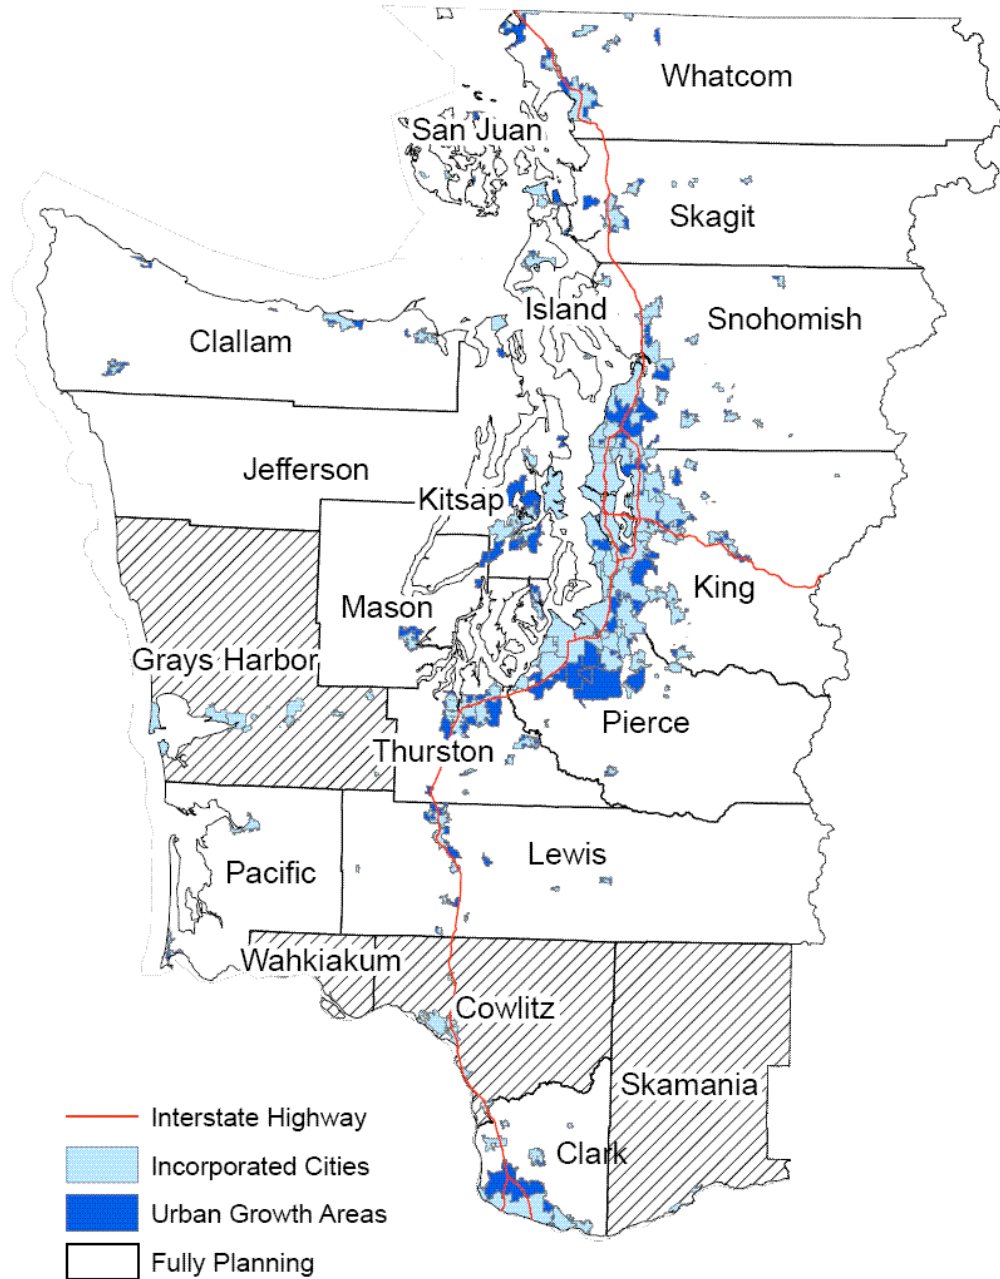 Whatcom
San Juan
Skagit
Island
Snohomish
Clallam
Jefferson
Kitsap
King
Mason
Grays Harbor
Pierce
Thurston
Lewis
Pacific
Wahkiakum
Cowlitz
Skamania
Clark
Interstate Highway
Incorporated Cities
Urban Growth Areas
Fully Planning